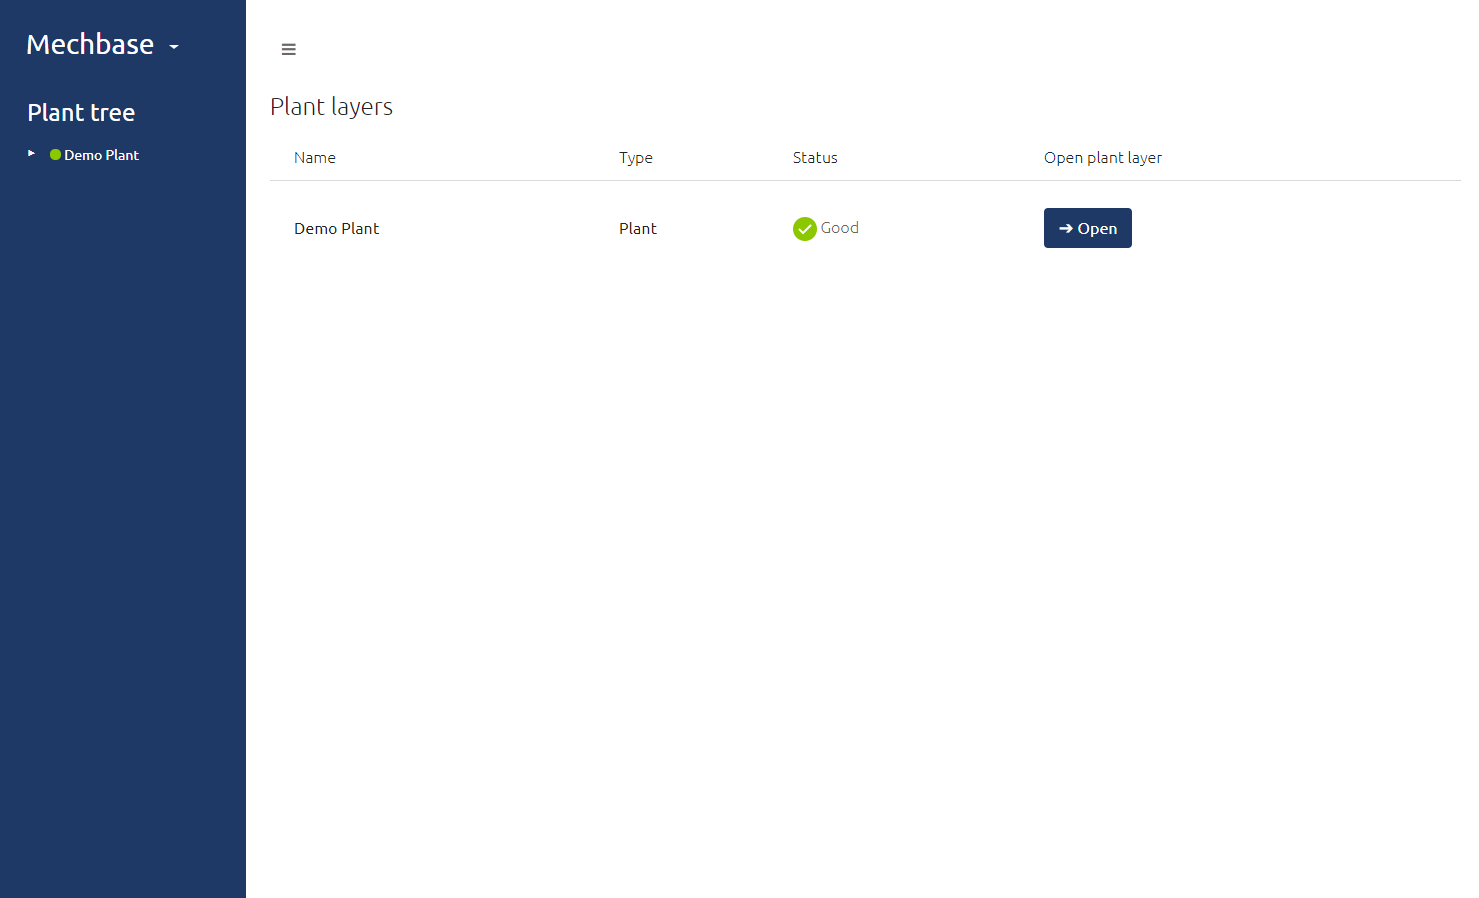 Mechbase
Plant tree
Demo Plant
Plant layers
Name Type Status Open plant layer
Demo Plant Plant Good Open